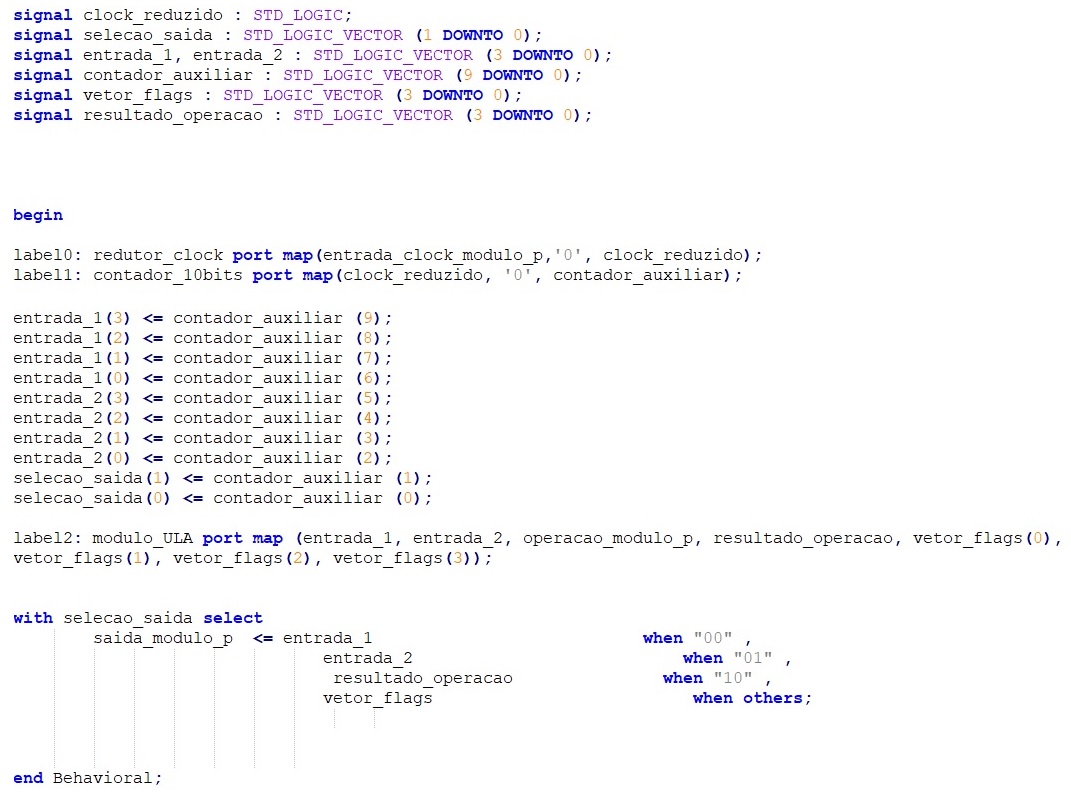 signal clock_reduzido : STD_LOGIC;
signal selecao_saida : STD_LOGIC_VECTOR (1 DOWNTO 0);
signal entrada_1, entrada_2 : STD_LOGIC_VECTOR (3 DOWNTO 0);
signal contador_auxiliar : STD_LOGIC_VECTOR (9 DOWNTO 0);
signal vetor_flags : STD_LOGIC_VECTOR (3 DOWNTO 0);
signal resultado_operacao : STD_LOGIC_VECTOR (3 DOWNTO 0);
begin
label0: redutor_clock port map(entrada_clock_modulo_p,'0', clock_reduzido);
label1: contador_10bits port map(clock_reduzido, '0', contador_auxiliar);
entrada_1(3) <= contador_auxiliar (9);
entrada_1(2) <= contador_auxiliar (8);
entrada_1(1) <= contador_auxiliar (7);
entrada_1(0) <= contador_auxiliar (6);
entrada_2(3) <= contador_auxiliar (5);
entrada_2(2) <= contador_auxiliar (4);
entrada_2(1) <= contador_auxiliar (3);
entrada_2(0) <= contador_auxiliar (2);
selecao_saida(1) <= contador_auxiliar (1);
selecao_saida(0) <= contador_auxiliar (0);
label2: modulo_ULA port map (entrada_1, entrada_2, operacao_modulo_p, resultado_operacao, vetor_flags(0),
vetor_flags(1), vetor_flags(2), vetor_flags(3));
with selecao_saida select
saida_modulo_p <= entrada_1 when "00" ,
entrada_2 when "01" ,
resultado_operacao when "10" ,
vetor_flags when others;
end Behavioral;